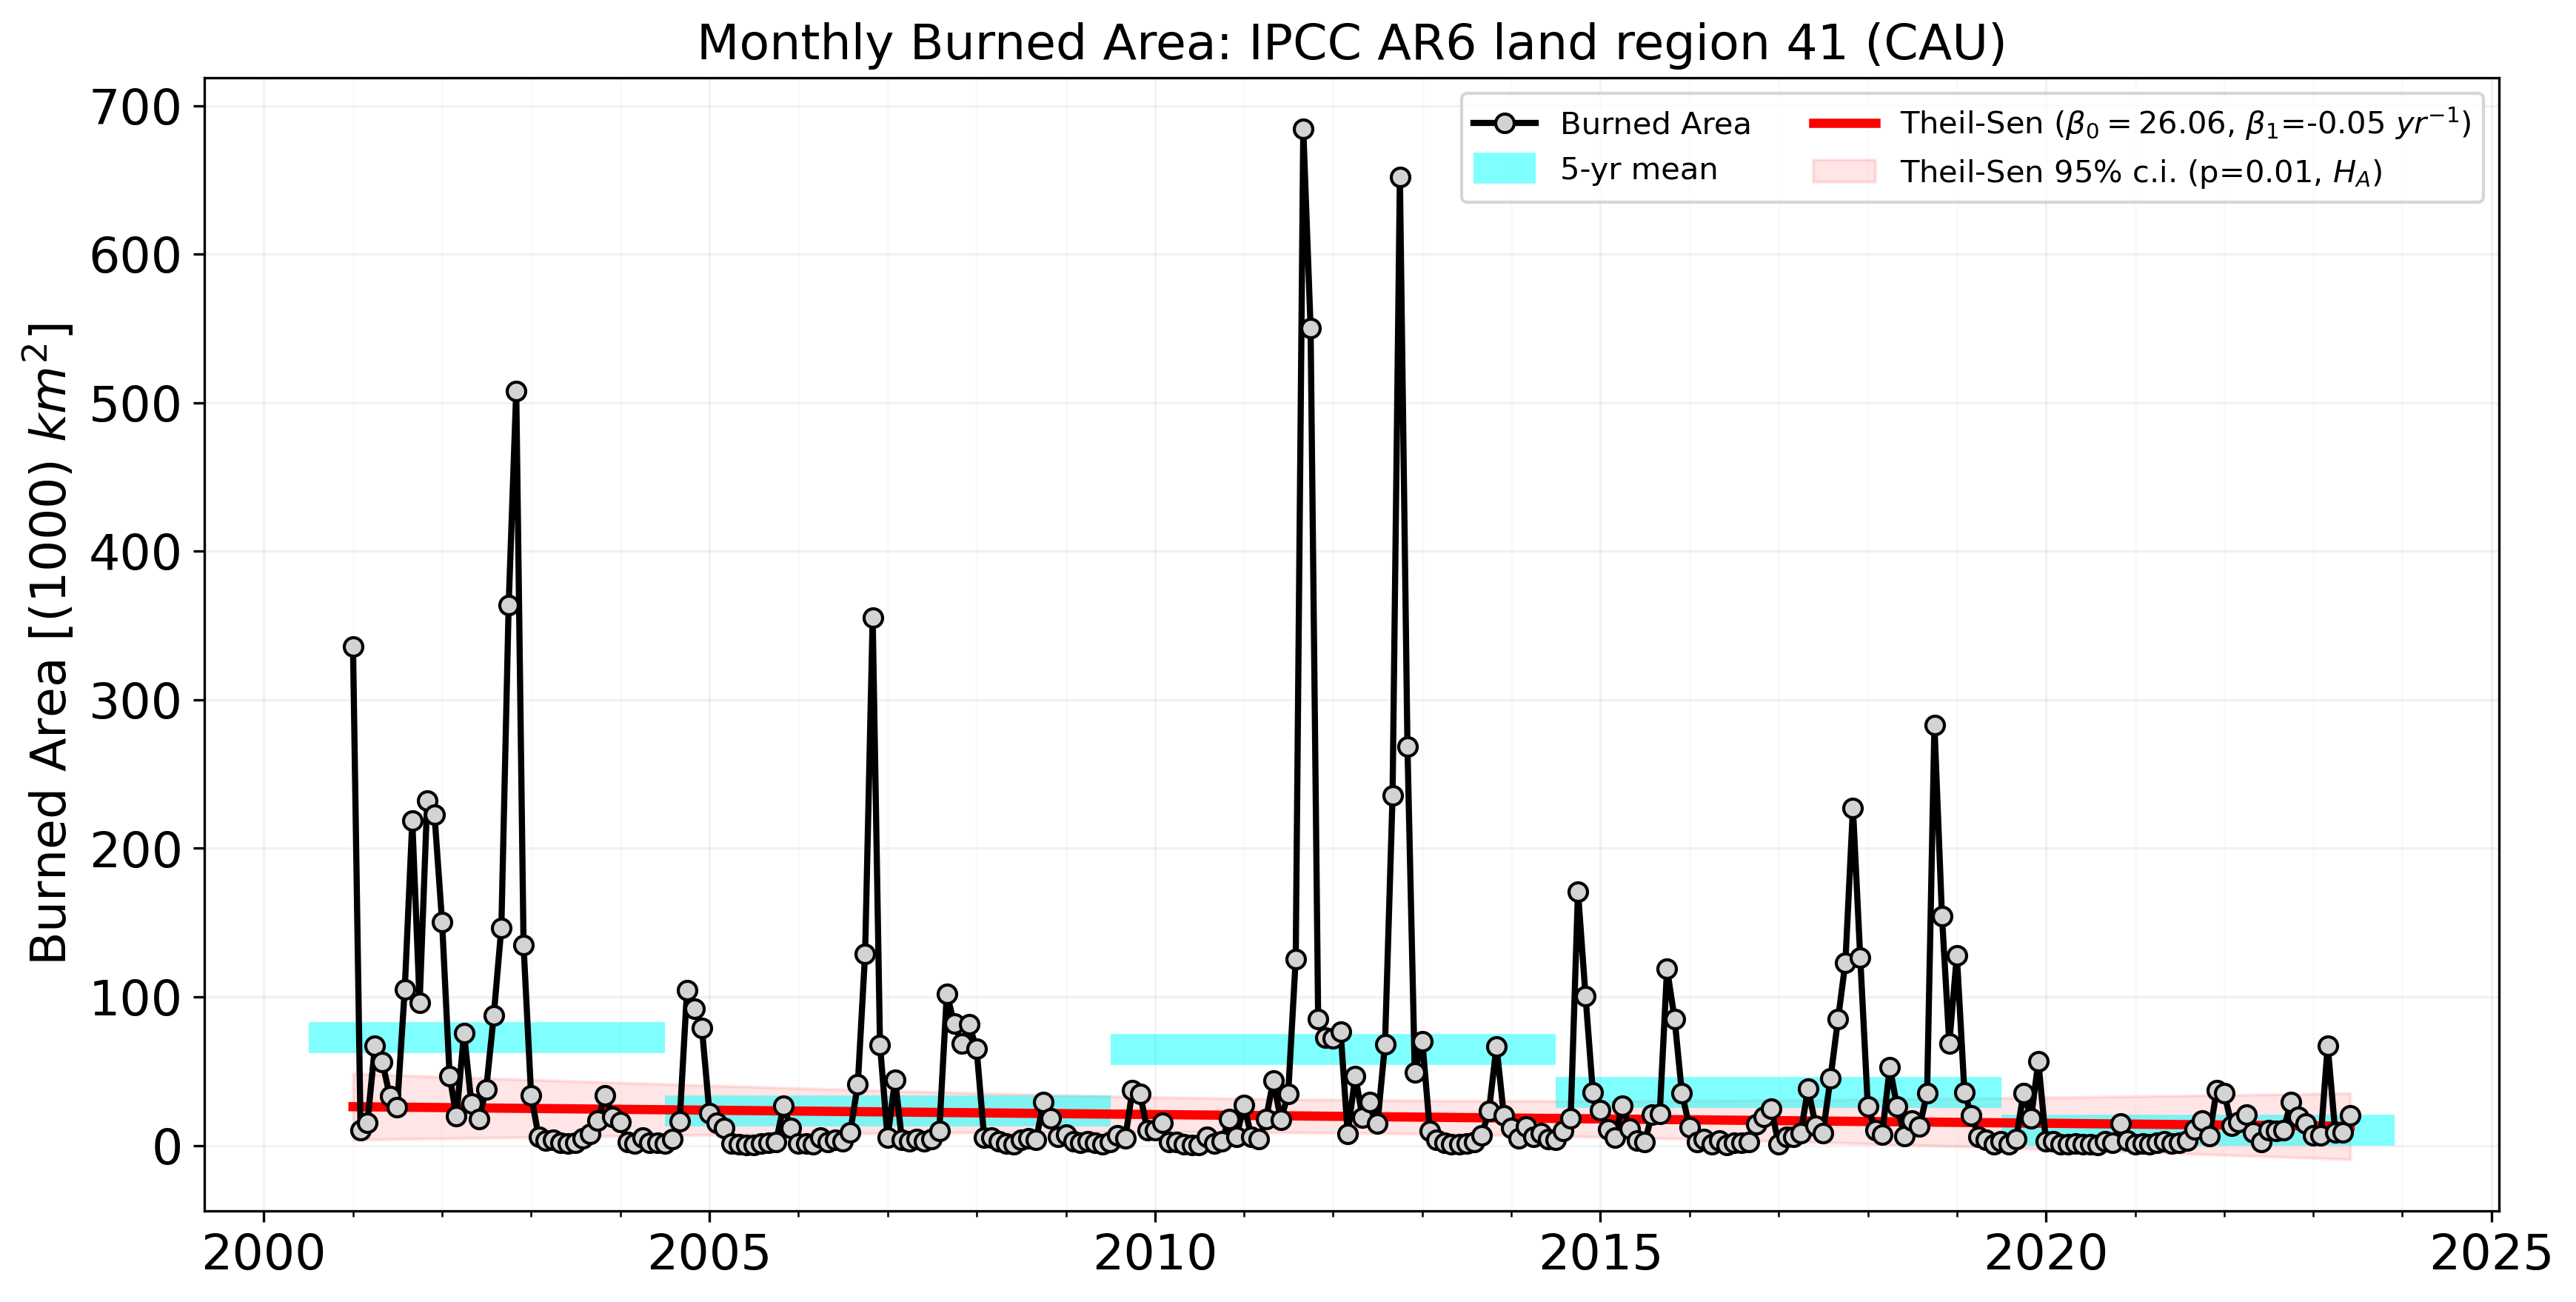 Monthly Burned Area: IPCC AR6 land region 41 (CAU)
Burned Area [(1000) km²]
700
600
500
400
300
200
100
0
Burned Area
5-yr mean
Theil-Sen (β₀ = 26.06, β₁=-0.05 yr⁻¹)
Theil-Sen 95% c.i. (p=0.01, H_A)
2000 2005 2010 2015 2020 2025